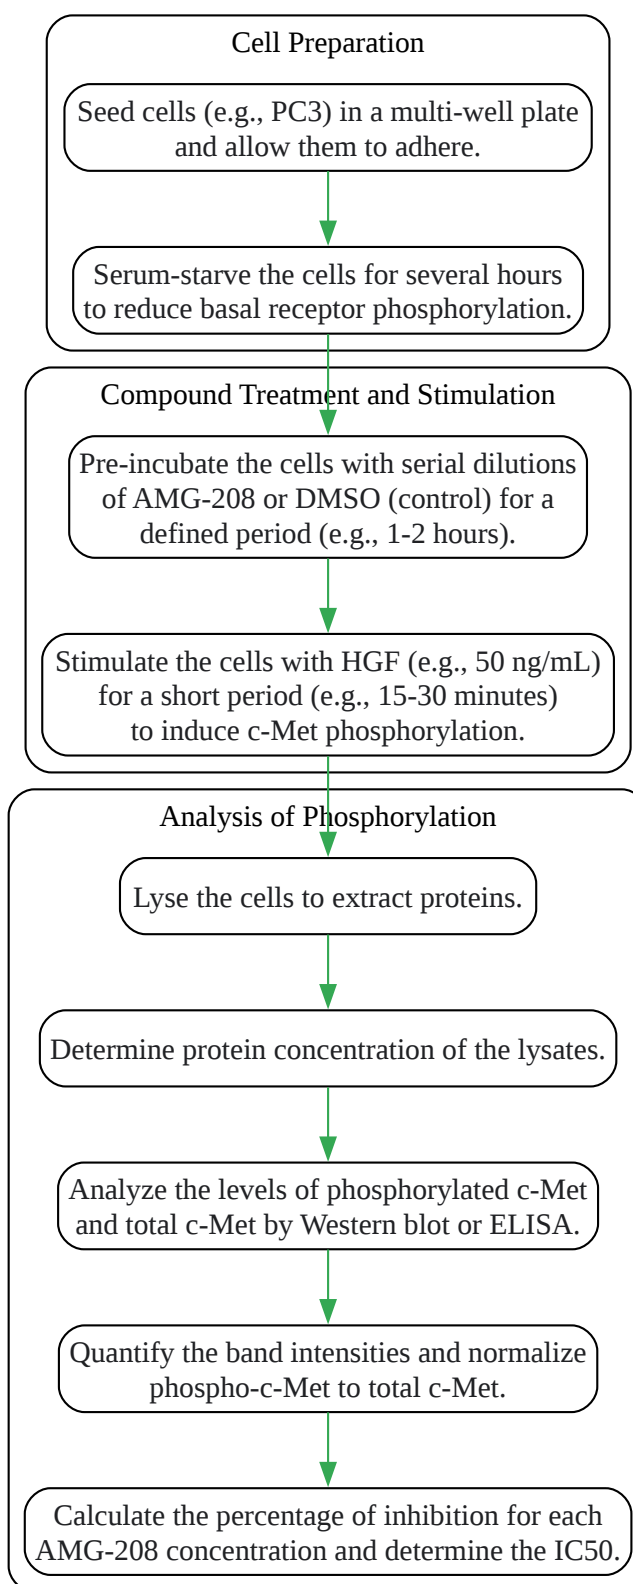 Cell Preparation
Seed cells (e.g., PC3) in a multi-well plate
and allow them to adhere.
Serum-starve the cells for several hours
to reduce basal receptor phosphorylation.
Compound Treatment and Stimulation
Pre-incubate the cells with serial dilutions
of AMG-208 or DMSO (control) for a
defined period (e.g., 1-2 hours).
Stimulate the cells with HGF (e.g., 50 ng/mL)
for a short period (e.g., 15-30 minutes)
to induce c-Met phosphorylation.
Analysis of Phosphorylation
Lyse the cells to extract proteins.
Determine protein concentration of the lysates.
Analyze the levels of phosphorylated c-Met
and total c-Met by Western blot or ELISA.
Quantify the band intensities and normalize
phospho-c-Met to total c-Met.
Calculate the percentage of inhibition for each
AMG-208 concentration and determine the IC50.